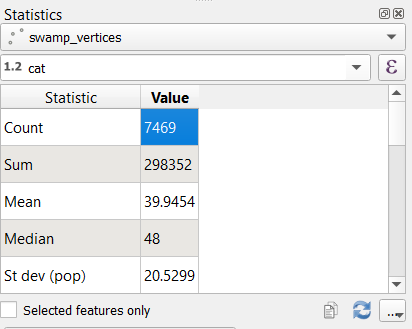 Statistics
swamp_vertices
1.2 cat
ε
Statistic Value
Count 7469
Sum 298352
Mean 39.9454
Median 48
St dev (pop) 20.5299
Selected features only
...